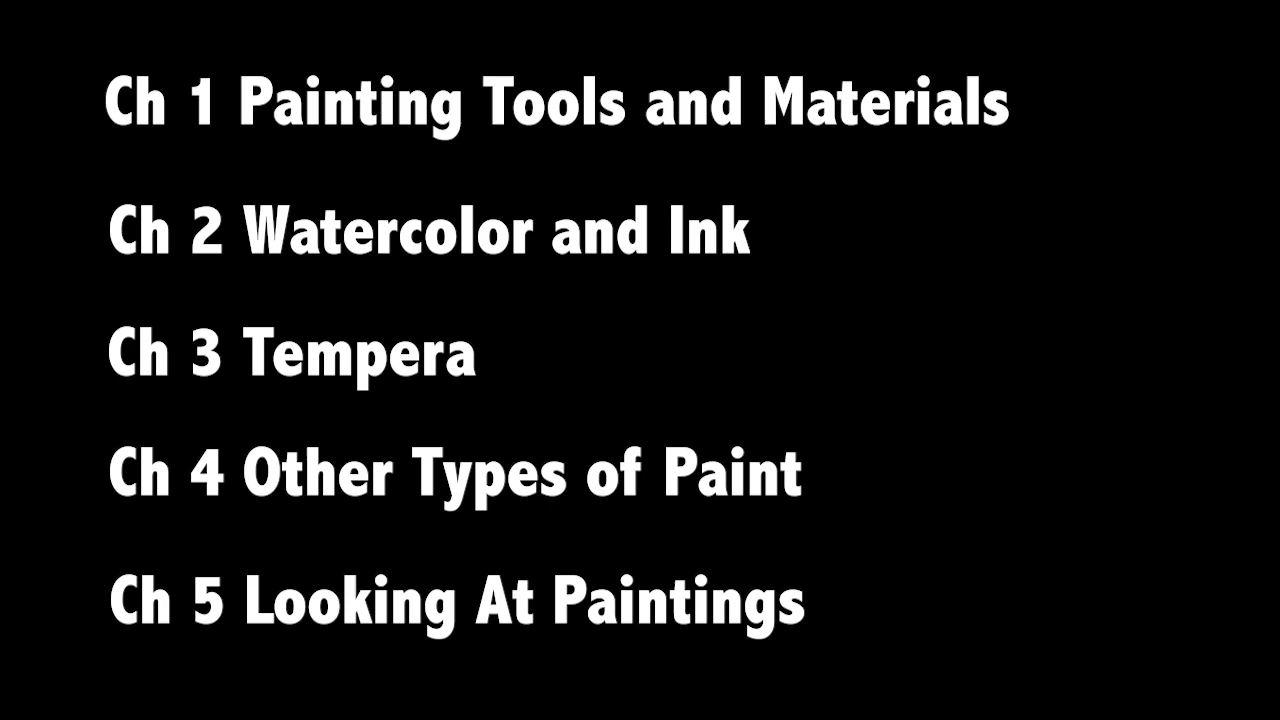 Ch 1 Painting Tools and Materials
Ch 2 Watercolor and Ink
Ch 3 Tempera
Ch 4 Other Types of Paint
Ch 5 Looking At Paintings